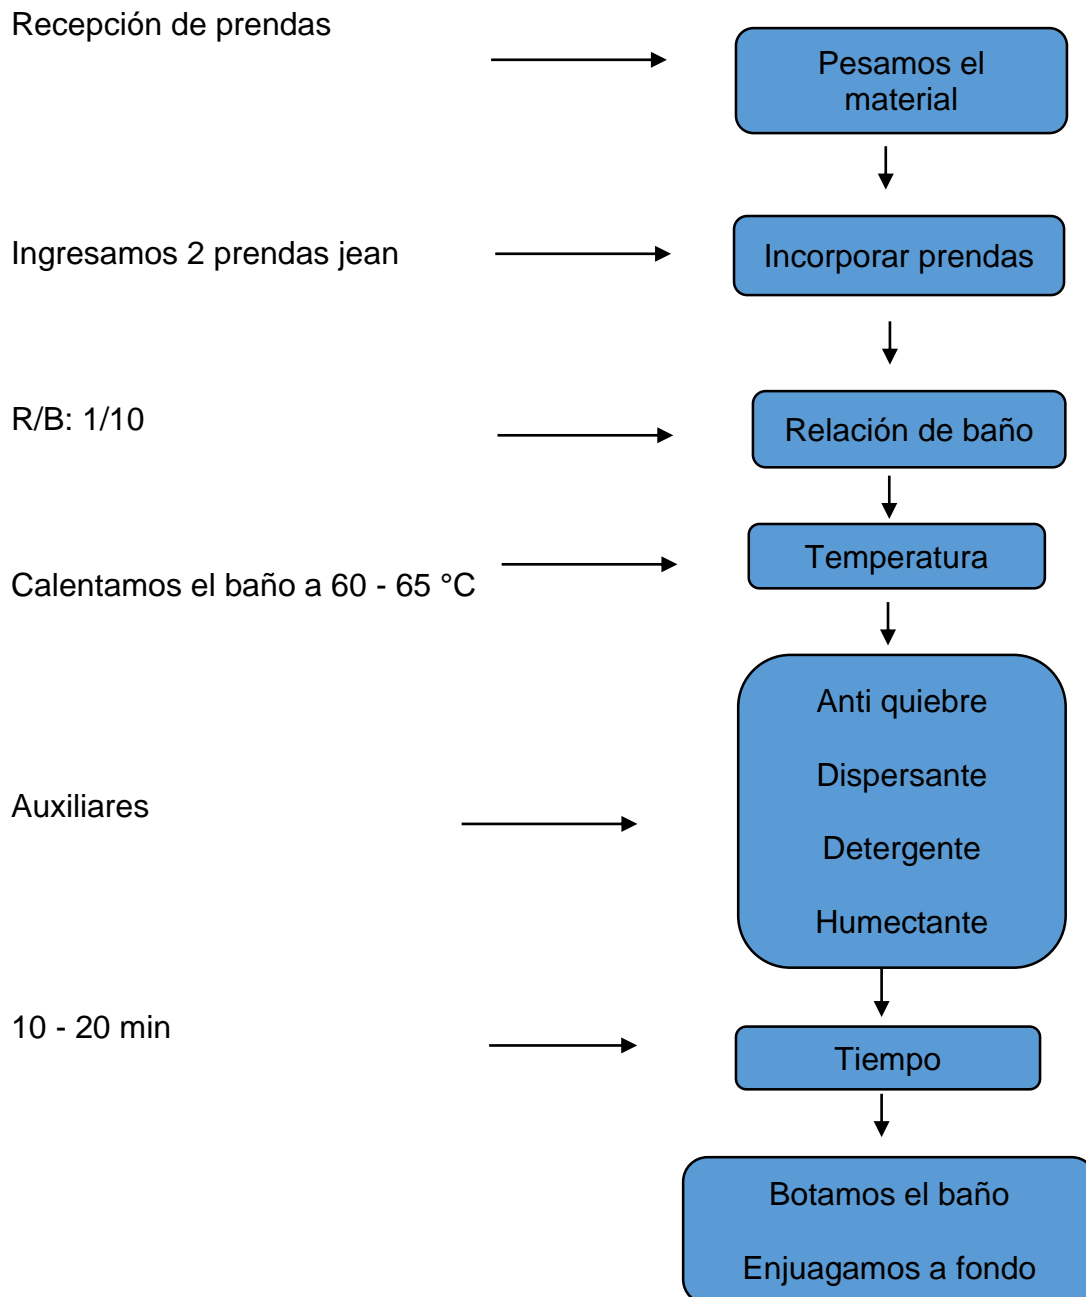 Recepción de prendas
Pesamos el
material
Ingresamos 2 prendas jean
Incorporar prendas
R/B: 1/10
Relación de baño
Temperatura
Calentamos el baño a 60 - 65 °C
Anti quiebre
Dispersante
Auxiliares
Detergente
Humectante
10 - 20 min
Tiempo
Botamos el baño
Enjuagamos a fondo